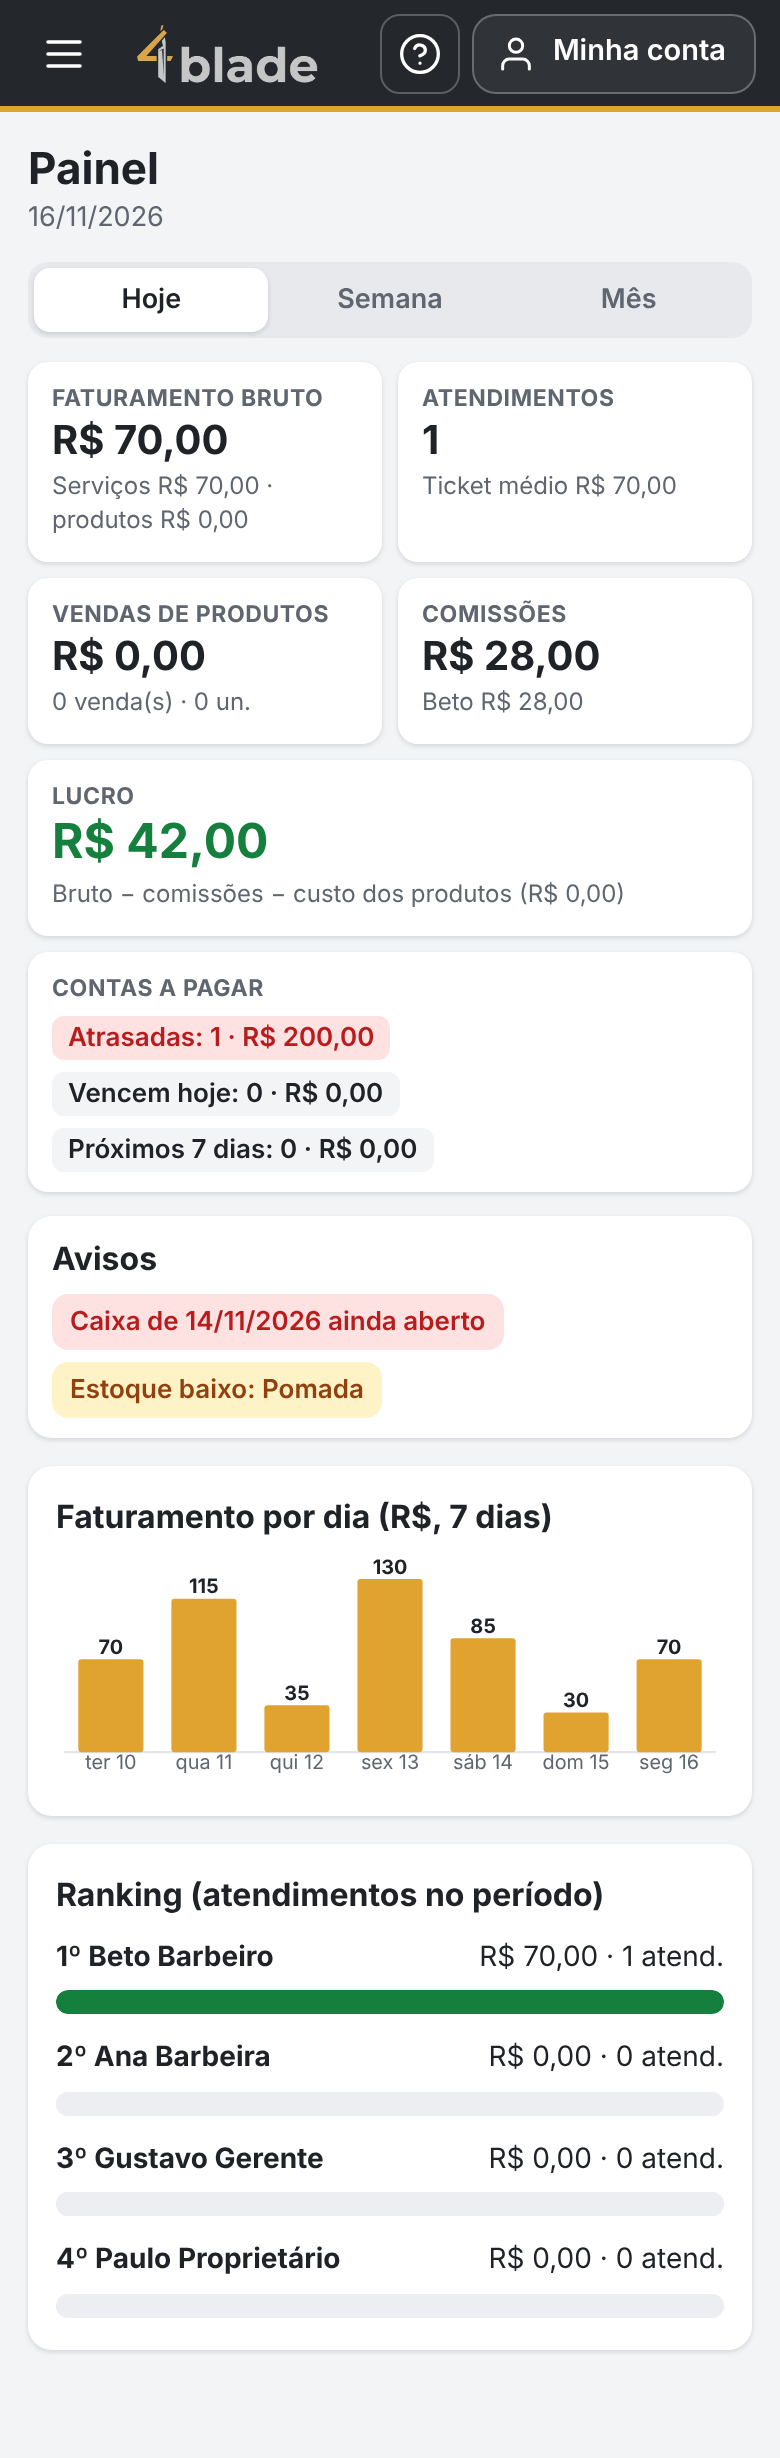 4blade
Minha conta
Painel
16/11/2026
Hoje
Semana
Mês
FATURAMENTO BRUTO
R$ 70,00
Serviços R$ 70,00 ·
produtos R$ 0,00
ATENDIMENTOS
1
Ticket médio R$ 70,00
VENDAS DE PRODUTOS
R$ 0,00
0 venda(s) · 0 un.
COMISSÕES
R$ 28,00
Beto R$ 28,00
LUCRO
R$ 42,00
Bruto − comissões − custo dos produtos (R$ 0,00)
CONTAS A PAGAR
Atrasadas: 1 · R$ 200,00
Vencem hoje: 0 · R$ 0,00
Próximos 7 dias: 0 · R$ 0,00
Avisos
Caixa de 14/11/2026 ainda aberto
Estoque baixo: Pomada
Faturamento por dia (R$, 7 dias)
70 115 35 130 85 30 70
ter 10 qua 11 qui 12 sex 13 sáb 14 dom 15 seg 16
Ranking (atendimentos no período)
1º Beto Barbeiro R$ 70,00 · 1 atend.
2º Ana Barbeira R$ 0,00 · 0 atend.
3º Gustavo Gerente R$ 0,00 · 0 atend.
4º Paulo Proprietário R$ 0,00 · 0 atend.